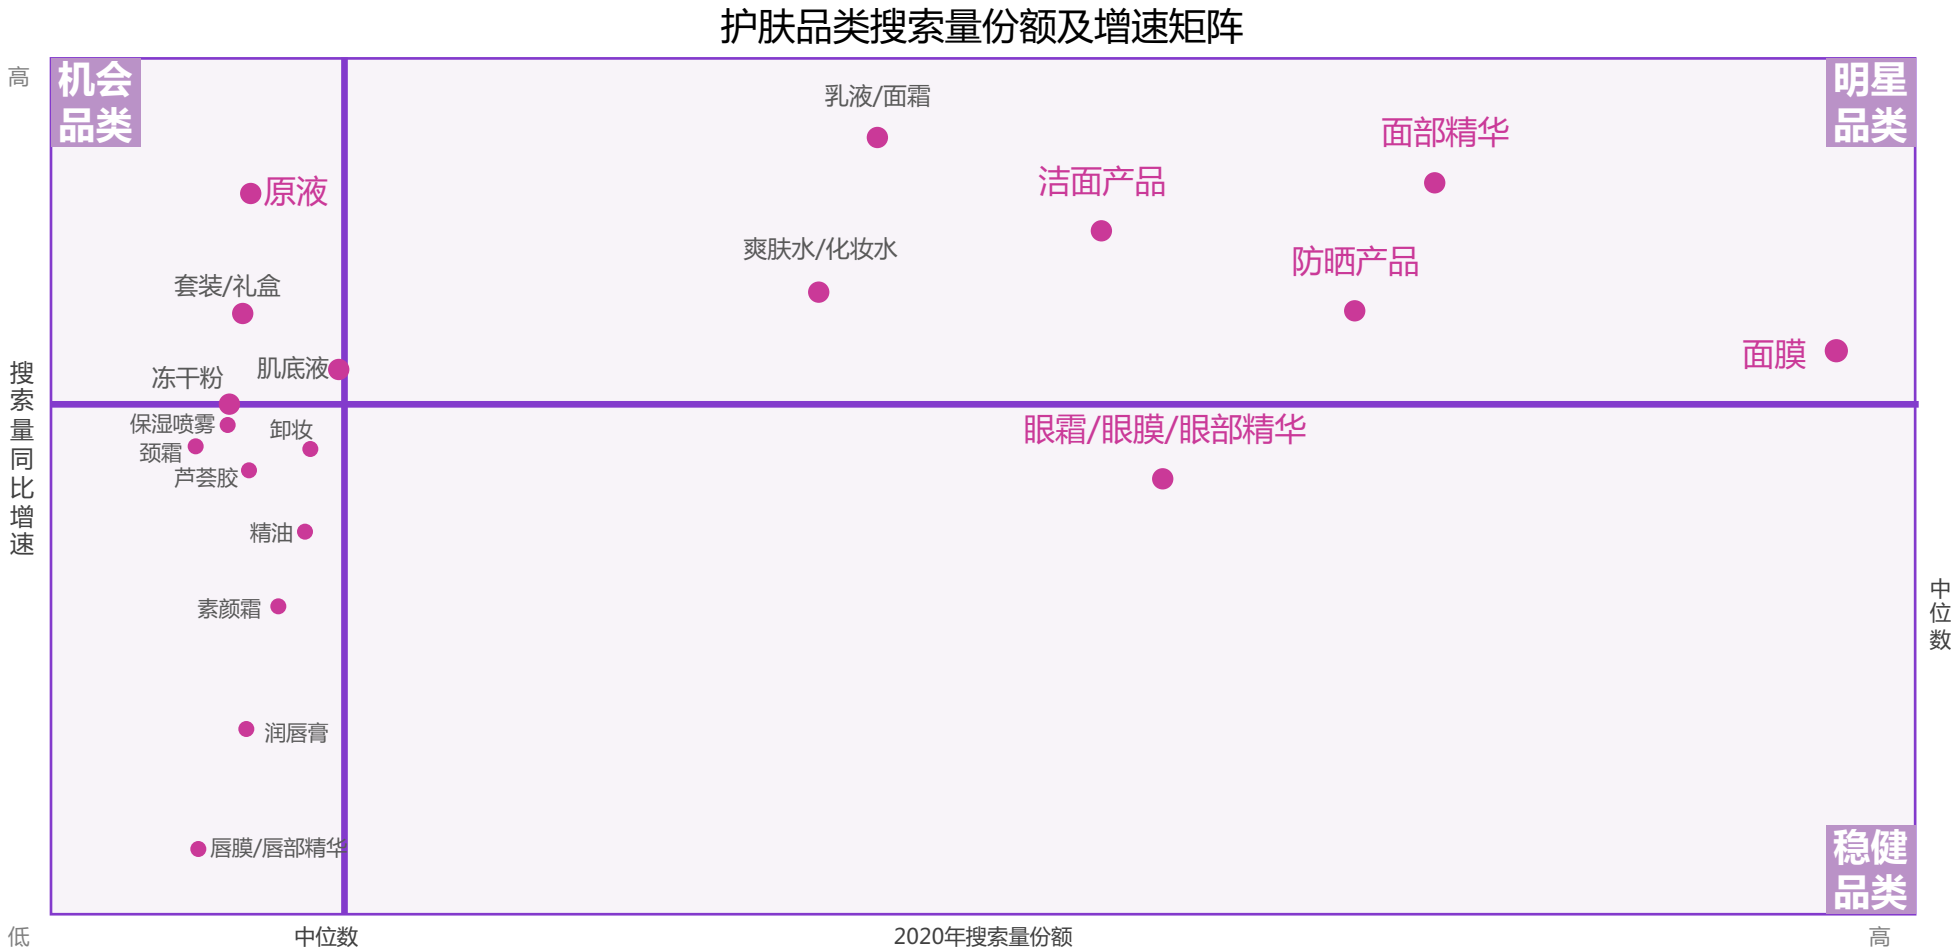 护肤品类搜索量份额及增速矩阵
高
机会
品类
明星
品类
乳液/面霜
面部精华
洁面产品
原液
爽肤水/化妆水
防晒产品
套装/礼盒
面膜
肌底液
冻干粉
搜索量同比增速
保湿喷雾
卸妆
眼霜/眼膜/眼部精华
颈霜
芦荟胶
精油
素颜霜
中位数
润唇膏
唇膜/唇部精华
稳健
品类
低
中位数
2020年搜索量份额
高